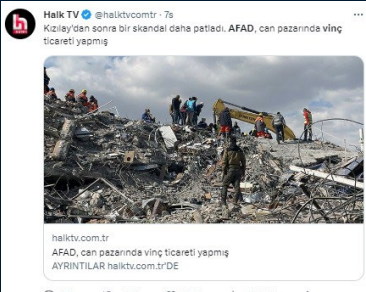 Halk TV @halktvcomtr · 7s
Kızılay'dan sonra bir skandal daha patladı. AFAD, can pazarında vinç
ticareti yapmış
halktv.com.tr
AFAD, can pazarında vinç ticareti yapmış
AYRINTILAR halktv.com.tr'DE